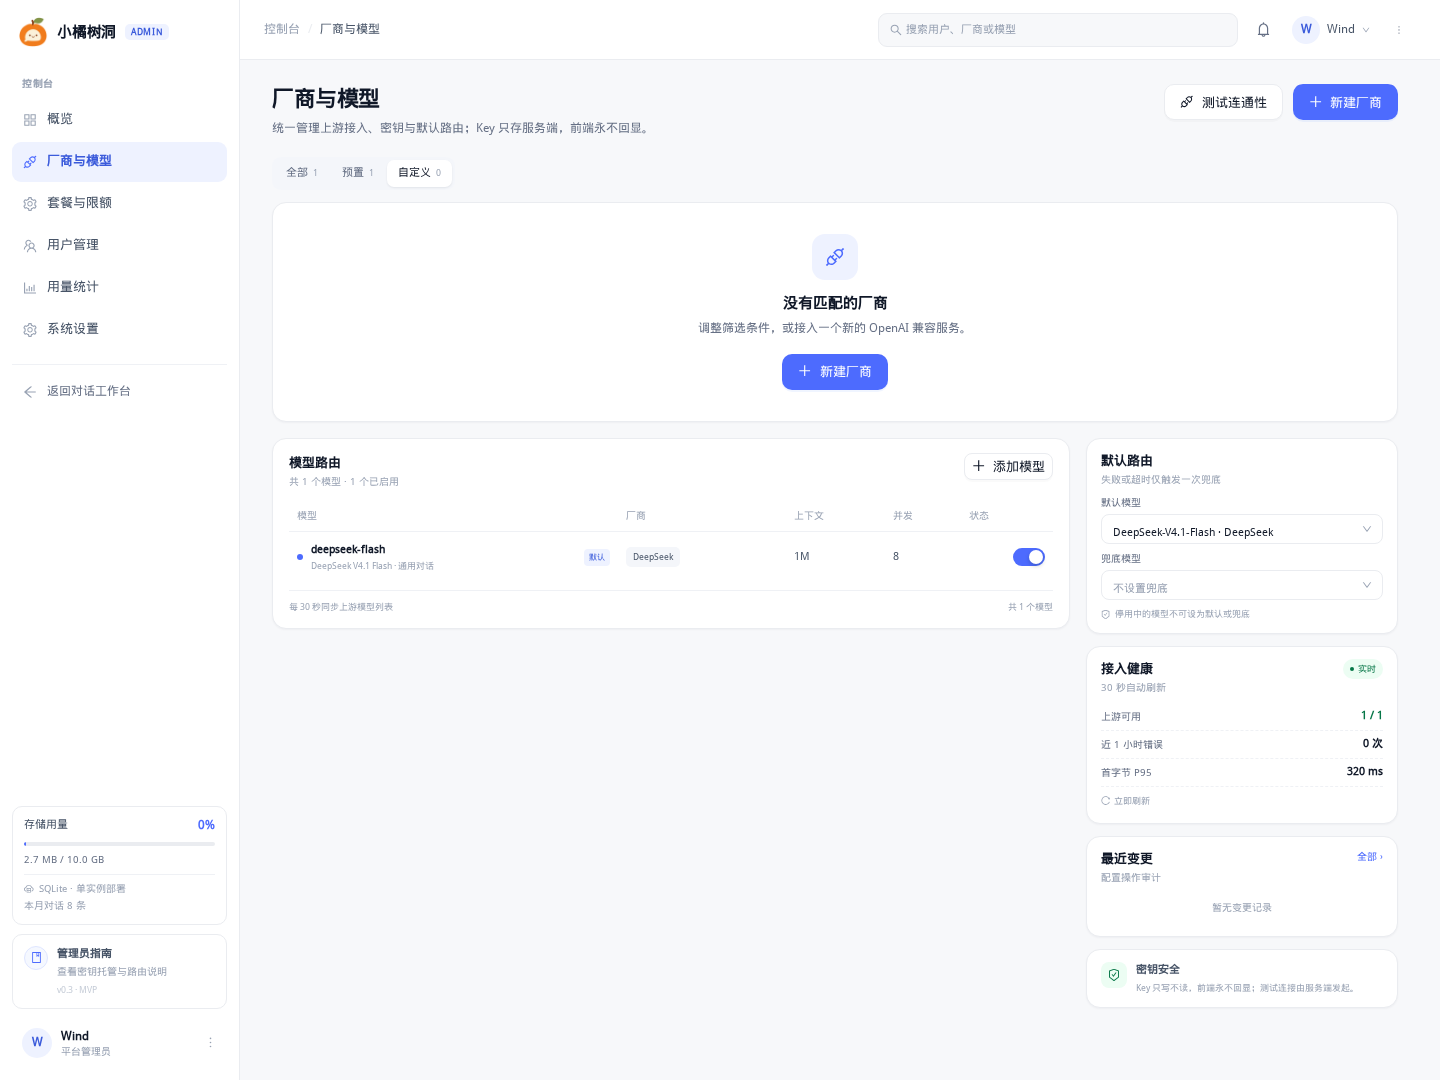 小橘树洞 ADMIN
控制台
概览
厂商与模型
套餐与限额
用户管理
用量统计
系统设置
返回对话工作台
存储用量 0%
2.7 MB / 10.0 GB
SQLite · 单实例部署
本月对话 8 条
管理员指南
查看密钥托管与路由说明
v0.3 · MVP
W Wind
平台管理员
控制台 / 厂商与模型
搜索用户、厂商或模型
W Wind
厂商与模型
统一管理上游接入、密钥与默认路由；Key 只存服务端，前端永不回显。
测试连通性
新建厂商
全部 1 预置 1 自定义 0
没有匹配的厂商
调整筛选条件，或接入一个新的 OpenAI 兼容服务。
新建厂商
模型路由
共 1 个模型 · 1 个已启用
添加模型
模型 厂商 上下文 并发 状态
deepseek-flash
DeepSeek V4.1 Flash · 通用对话
默认 DeepSeek 1M 8
每 30 秒同步上游模型列表 共 1 个模型
默认路由
失败或超时仅触发一次兜底
默认模型
DeepSeek-V4.1-Flash · DeepSeek
兜底模型
不设置兜底
停用中的模型不可设为默认或兜底
接入健康 实时
30 秒自动刷新
上游可用 1 / 1
近 1 小时错误 0 次
首字节 P95 320 ms
立即刷新
最近变更 全部 ›
配置操作审计
暂无变更记录
密钥安全
Key 只写不读，前端永不回显；测试连接由服务端发起。